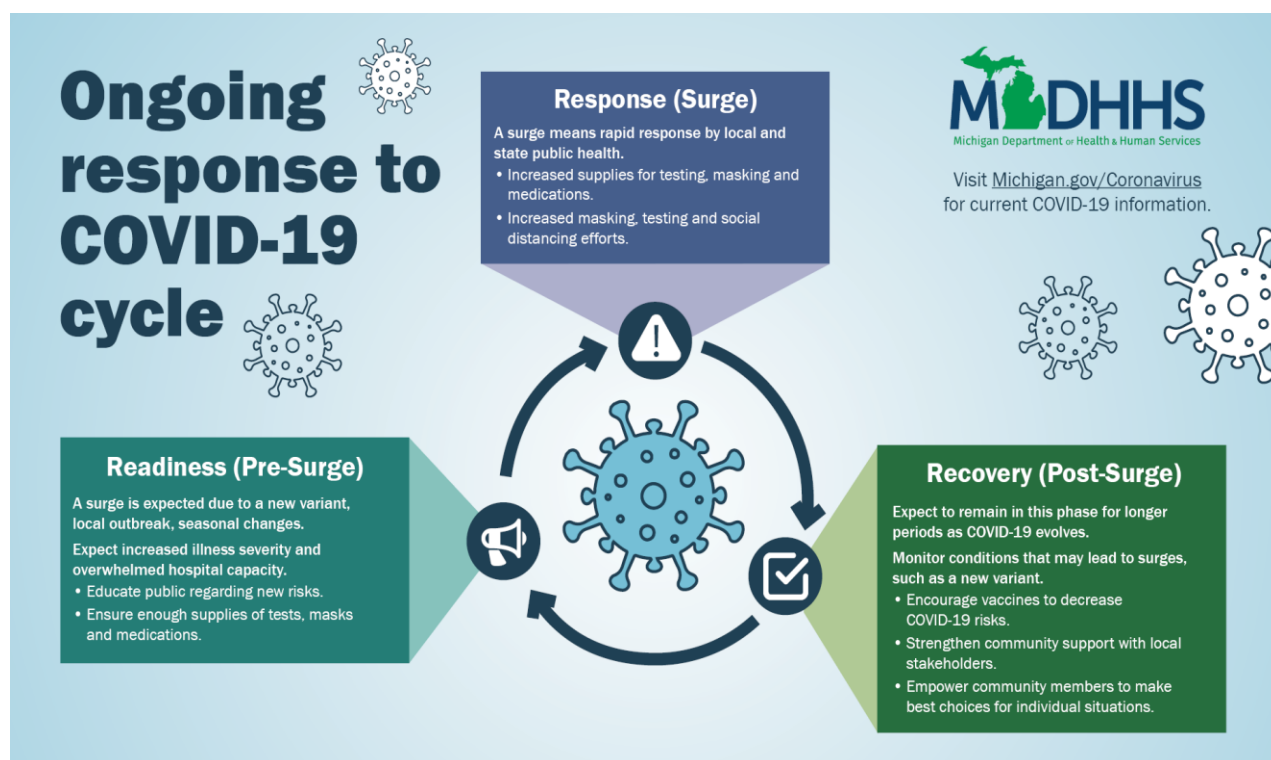 Ongoing
response to
COVID-19
cycle
Response (Surge)
A surge means rapid response by local and
state public health.
• Increased supplies for testing, masking and
medications.
• Increased masking, testing and social
distancing efforts.
MDHHS
Michigan Department of Health & Human Services
Visit Michigan.gov/Coronavirus
for current COVID-19 information.
Readiness (Pre-Surge)
A surge is expected due to a new variant,
local outbreak, seasonal changes.
Expect increased illness severity and
overwhelmed hospital capacity.
• Educate public regarding new risks.
• Ensure enough supplies of tests, masks
and medications.
Recovery (Post-Surge)
Expect to remain in this phase for longer
periods as COVID-19 evolves.
Monitor conditions that may lead to surges,
such as a new variant.
• Encourage vaccines to decrease
COVID-19 risks.
• Strengthen community support with local
stakeholders.
• Empower community members to make
best choices for individual situations.